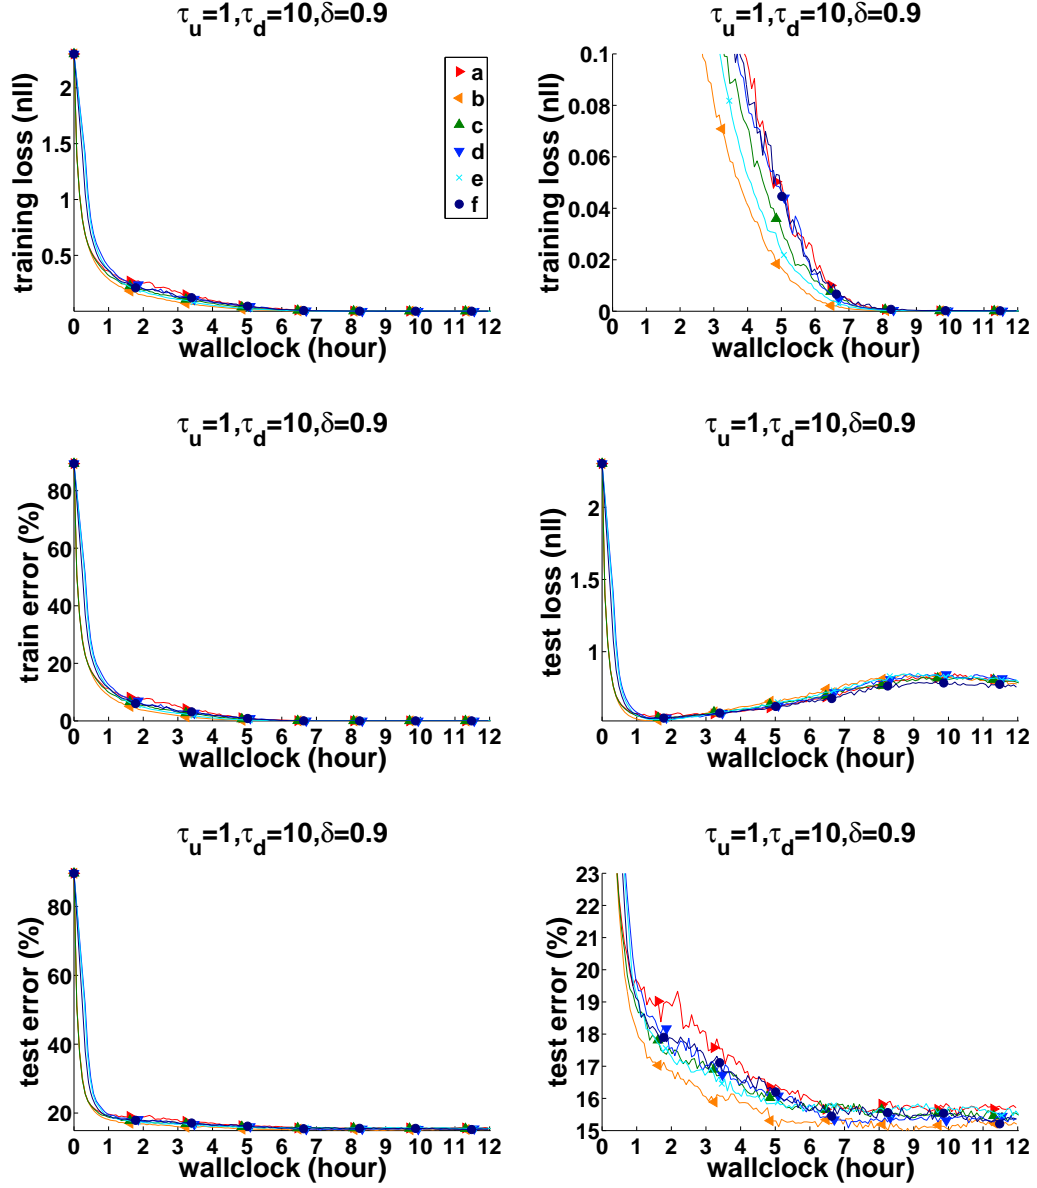 τu=1,τd=10,δ=0.9
training loss (nll)
2
1.5
1
0.5
0 1 2 3 4 5 6 7 8 9 10 11 12
wallclock (hour)
a
b
c
d
e
f
τu=1,τd=10,δ=0.9
training loss (nll)
0.1
0.08
0.06
0.04
0.02
0
0 1 2 3 4 5 6 7 8 9 10 11 12
wallclock (hour)
τu=1,τd=10,δ=0.9
train error (%)
80
60
40
20
0
0 1 2 3 4 5 6 7 8 9 10 11 12
wallclock (hour)
τu=1,τd=10,δ=0.9
test loss (nll)
2
1.5
1
0 1 2 3 4 5 6 7 8 9 10 11 12
wallclock (hour)
τu=1,τd=10,δ=0.9
test error (%)
80
60
40
20
0 1 2 3 4 5 6 7 8 9 10 11 12
wallclock (hour)
τu=1,τd=10,δ=0.9
test error (%)
23
22
21
20
19
18
17
16
15
0 1 2 3 4 5 6 7 8 9 10 11 12
wallclock (hour)